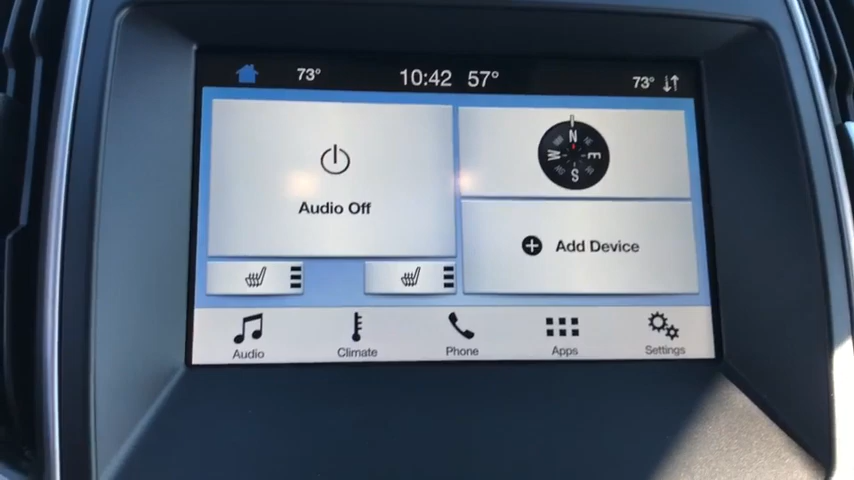 73° 10:42 57° 73°
Audio Off
N
W E
S
Add Device
Audio Climate Phone Apps Settings